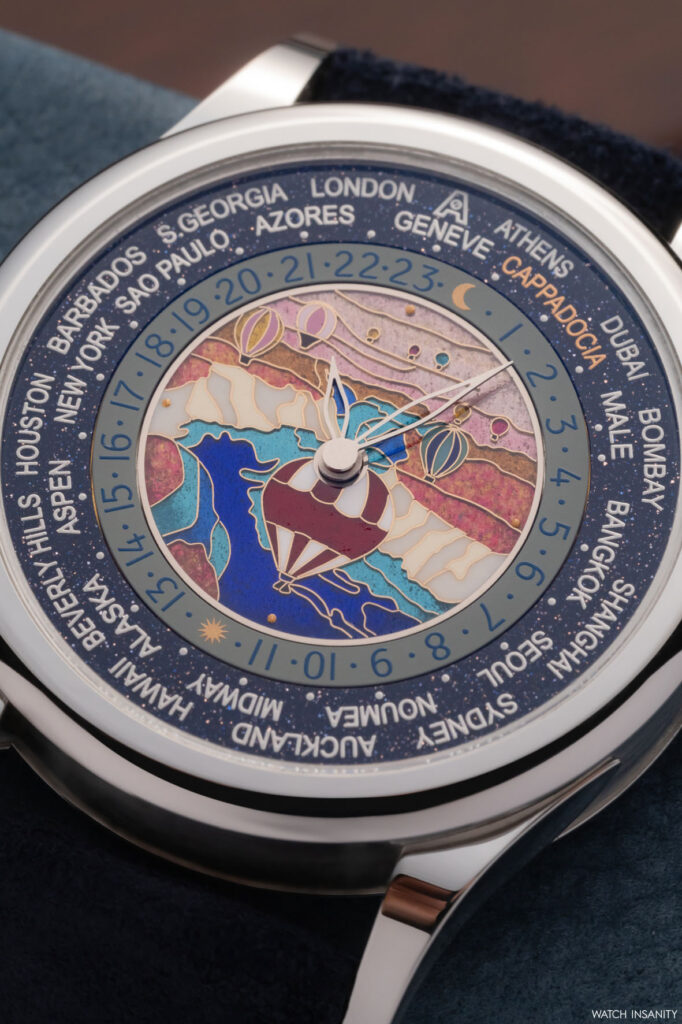 LONDON
ATHENS
CAPPADOCIA
DUBAI
MALE
BOMBAY
BANGKOK
SHANGHAI
SEOUL
SYDNEY
NOUMEA
AUCKLAND
MIDWAY
HAWAII
ALASKA
BEVERLY HILLS
ASPEN
HOUSTON
NEW YORK
BARBADOS
SAO PAULO
S.GEORGIA
AZORES
GENÈVE
1 · 2 · 3 · 4 · 5 · 6 · 7 · 8 · 9 · 10 · 11
13 · 14 · 15 · 16 · 17 · 18 · 19 · 20 · 21 · 22 · 23
WATCH INSANITY